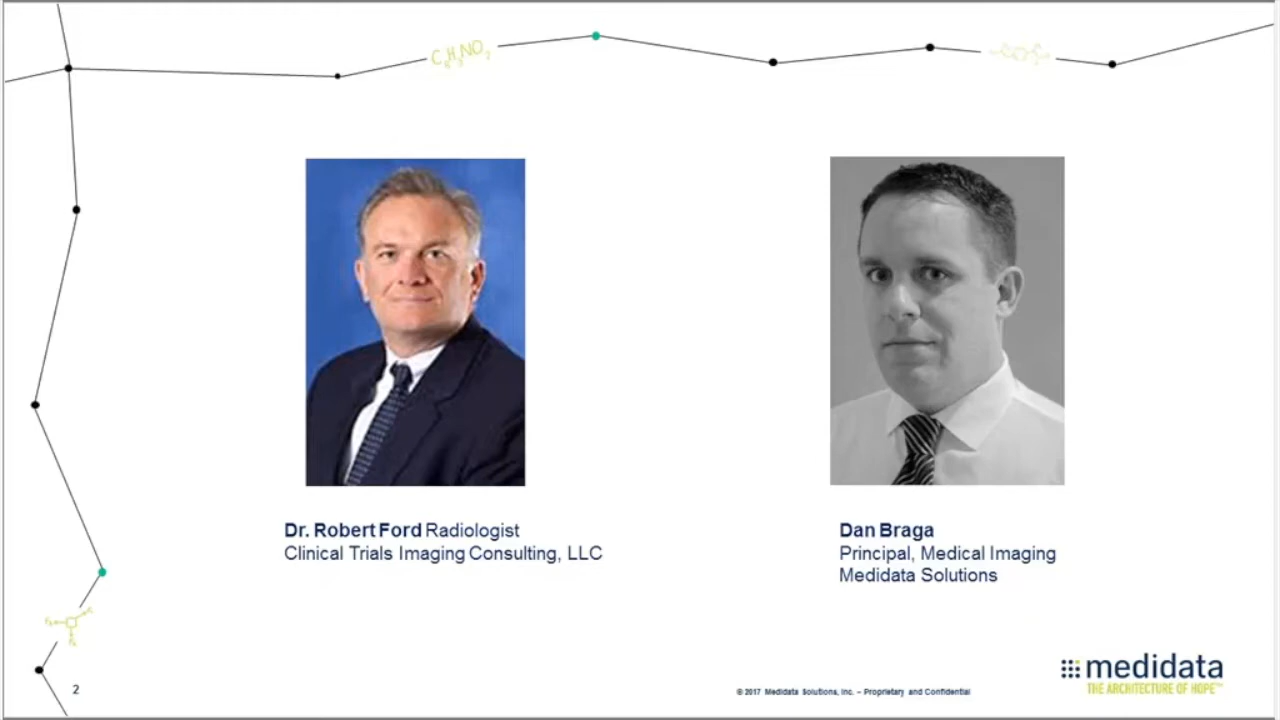 C₆H₅NO₂
Dr. Robert Ford Radiologist
Clinical Trials Imaging Consulting, LLC
Dan Braga
Principal, Medical Imaging
Medidata Solutions
2
© 2017 Medidata Solutions, Inc. – Proprietary and Confidential
medidata
THE ARCHITECTURE OF HOPE™